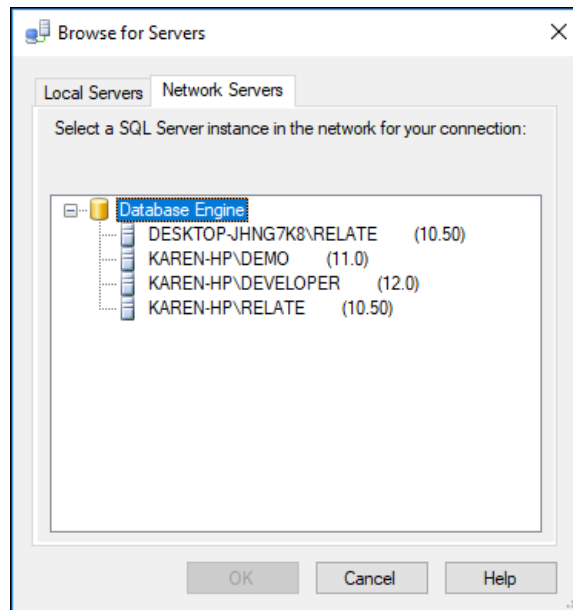 Browse for Servers
Local Servers Network Servers
Select a SQL Server instance in the network for your connection:
Database Engine
DESKTOP-JHNG7K8\RELATE (10.50)
KAREN-HP\DEMO (11.0)
KAREN-HP\DEVELOPER (12.0)
KAREN-HP\RELATE (10.50)
OK Cancel Help